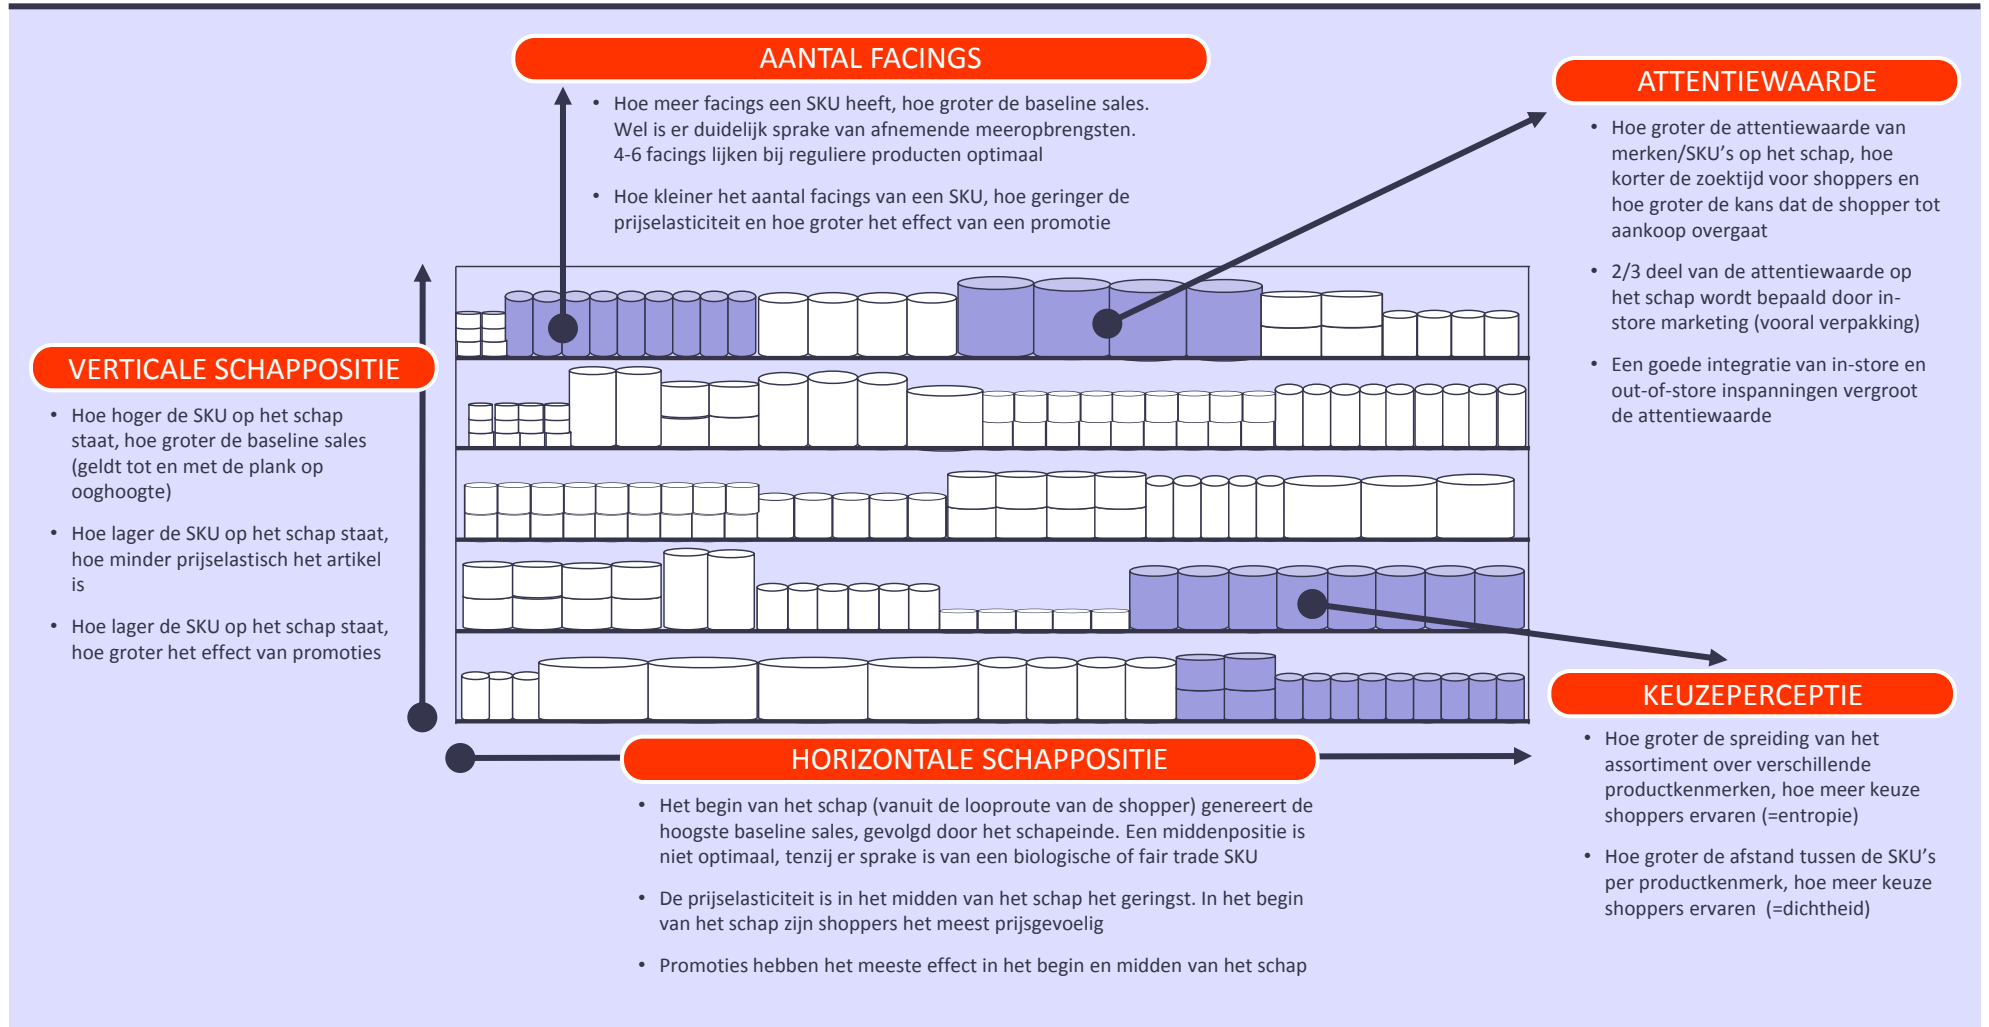 AANTAL FACINGS
• Hoe meer facings een SKU heeft, hoe groter de baseline sales.
Wel is er duidelijk sprake van afnemende meeropbrengsten.
4-6 facings lijken bij reguliere producten optimaal
• Hoe kleiner het aantal facings van een SKU, hoe geringer de
prijselasticiteit en hoe groter het effect van een promotie
ATTENTIEWAARDE
• Hoe groter de attentiewaarde van
merken/SKU's op het schap, hoe
korter de zoektijd voor shoppers en
hoe groter de kans dat de shopper tot
aankoop overgaat
• 2/3 deel van de attentiewaarde op
het schap wordt bepaald door in-
store marketing (vooral verpakking)
• Een goede integratie van in-store en
out-of-store inspanningen vergroot
de attentiewaarde
VERTICALE SCHAPPOSITIE
• Hoe hoger de SKU op het schap
staat, hoe groter de baseline sales
(geldt tot en met de plank op
ooghoogte)
• Hoe lager de SKU op het schap staat,
hoe minder prijselastisch het artikel
is
• Hoe lager de SKU op het schap staat,
hoe groter het effect van promoties
KEUZEPERCEPTIE
• Hoe groter de spreiding van het
assortiment over verschillende
productkenmerken, hoe meer keuze
shoppers ervaren (=entropie)
• Hoe groter de afstand tussen de SKU's
per productkenmerk, hoe meer keuze
shoppers ervaren (=dichtheid)
HORIZONTALE SCHAPPOSITIE
• Het begin van het schap (vanuit de looproute van de shopper) genereert de
hoogste baseline sales, gevolgd door het schapeinde. Een middenpositie is
niet optimaal, tenzij er sprake is van een biologische of fair trade SKU
• De prijselasticiteit is in het midden van het schap het geringst. In het begin
van het schap zijn shoppers het meest prijsgevoelig
• Promoties hebben het meeste effect in het begin en midden van het schap